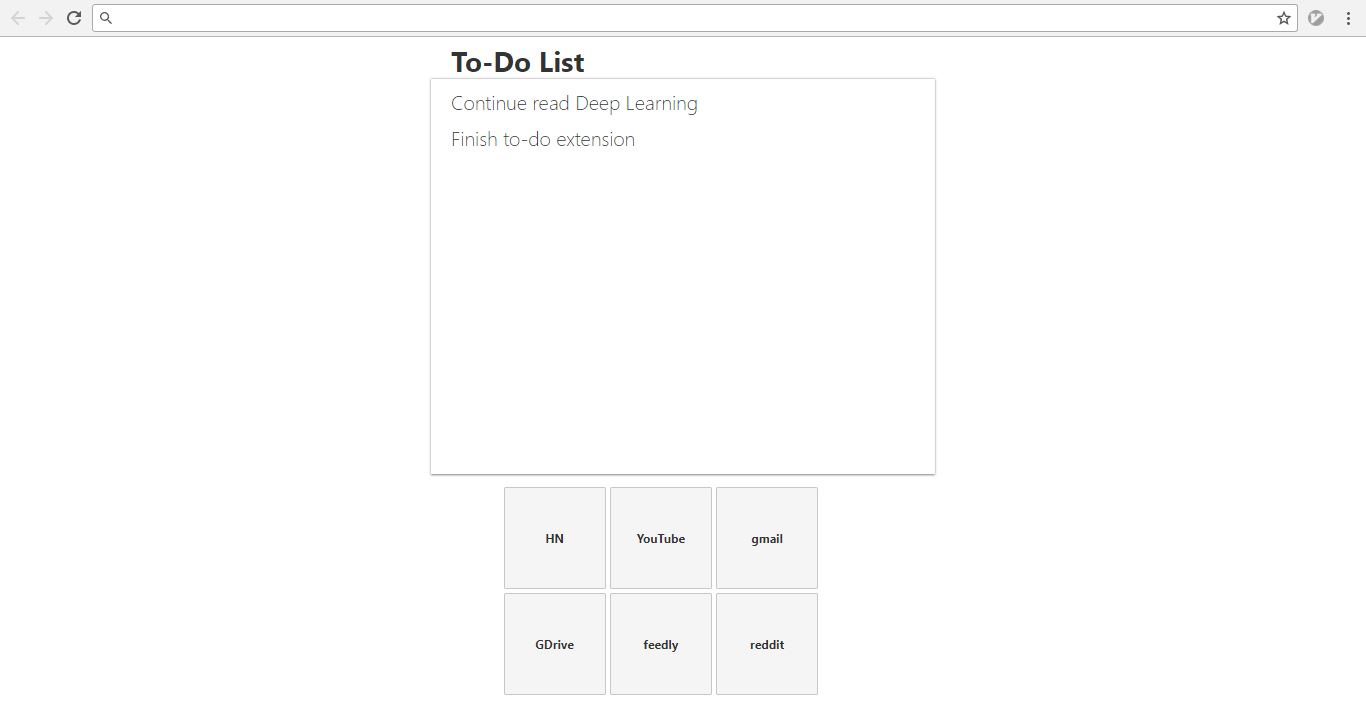 To-Do List
Continue read Deep Learning
Finish to-do extension
HN YouTube gmail
GDrive feedly reddit